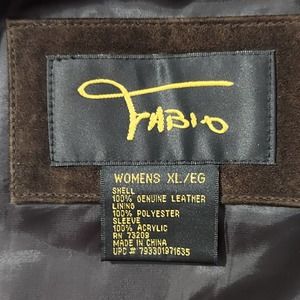 FABIO
WOMENS XL/EG
SHELL
100% GENUINE LEATHER
LINING
100% POLYESTER
SLEEVE
100% ACRYLIC
RN 73209
MADE IN CHINA
UPC # 793301971635